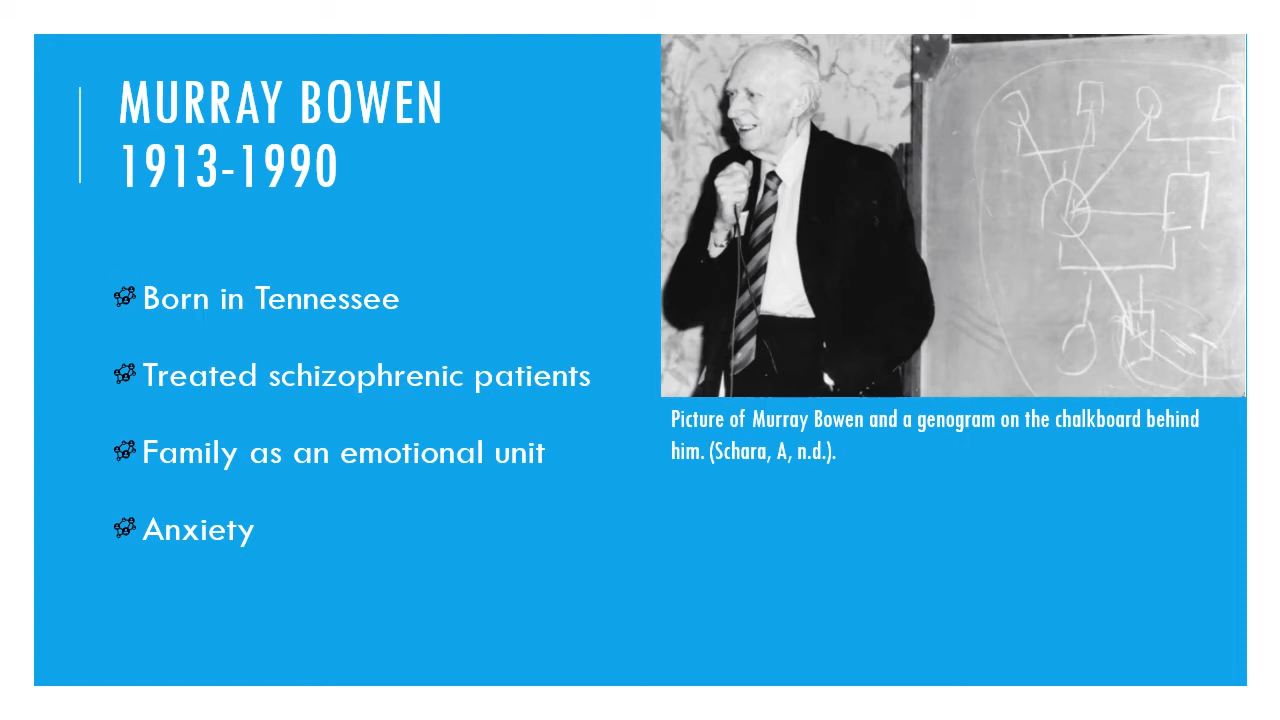 MURRAY BOWEN
1913-1990
Born in Tennessee
Treated schizophrenic patients
Family as an emotional unit
Anxiety
Picture of Murray Bowen and a genogram on the chalkboard behind
him. (Schara, A, n.d.).